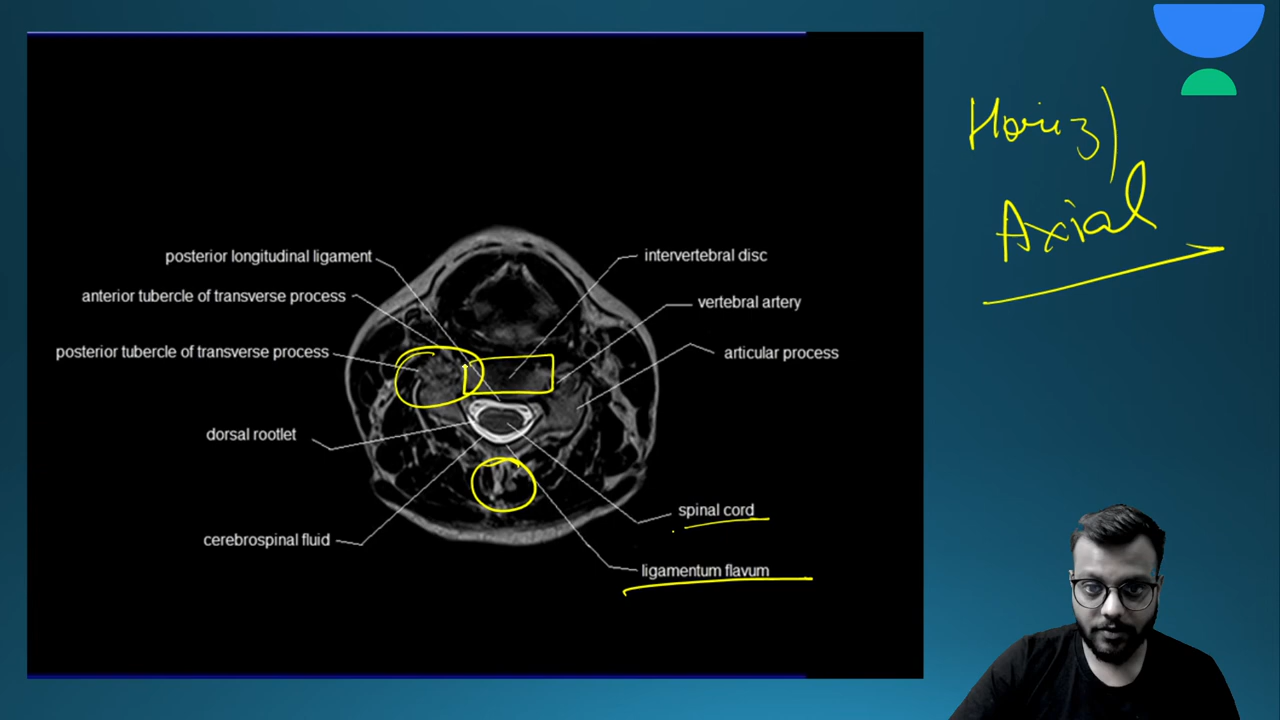 posterior longitudinal ligament
anterior tubercle of transverse process
posterior tubercle of transverse process
dorsal rootlet
cerebrospinal fluid
intervertebral disc
vertebral artery
articular process
spinal cord
ligamentum flavum
Horiz)
Axial